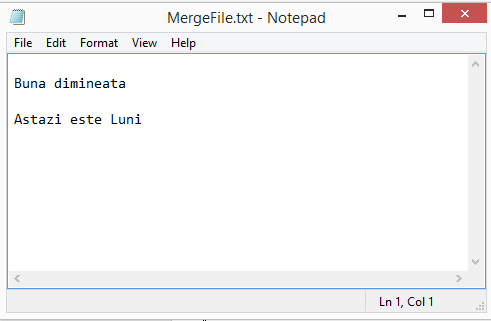 MergeFile.txt - Notepad
File Edit Format View Help
Buna dimineata
Astazi este Luni
Ln 1, Col 1